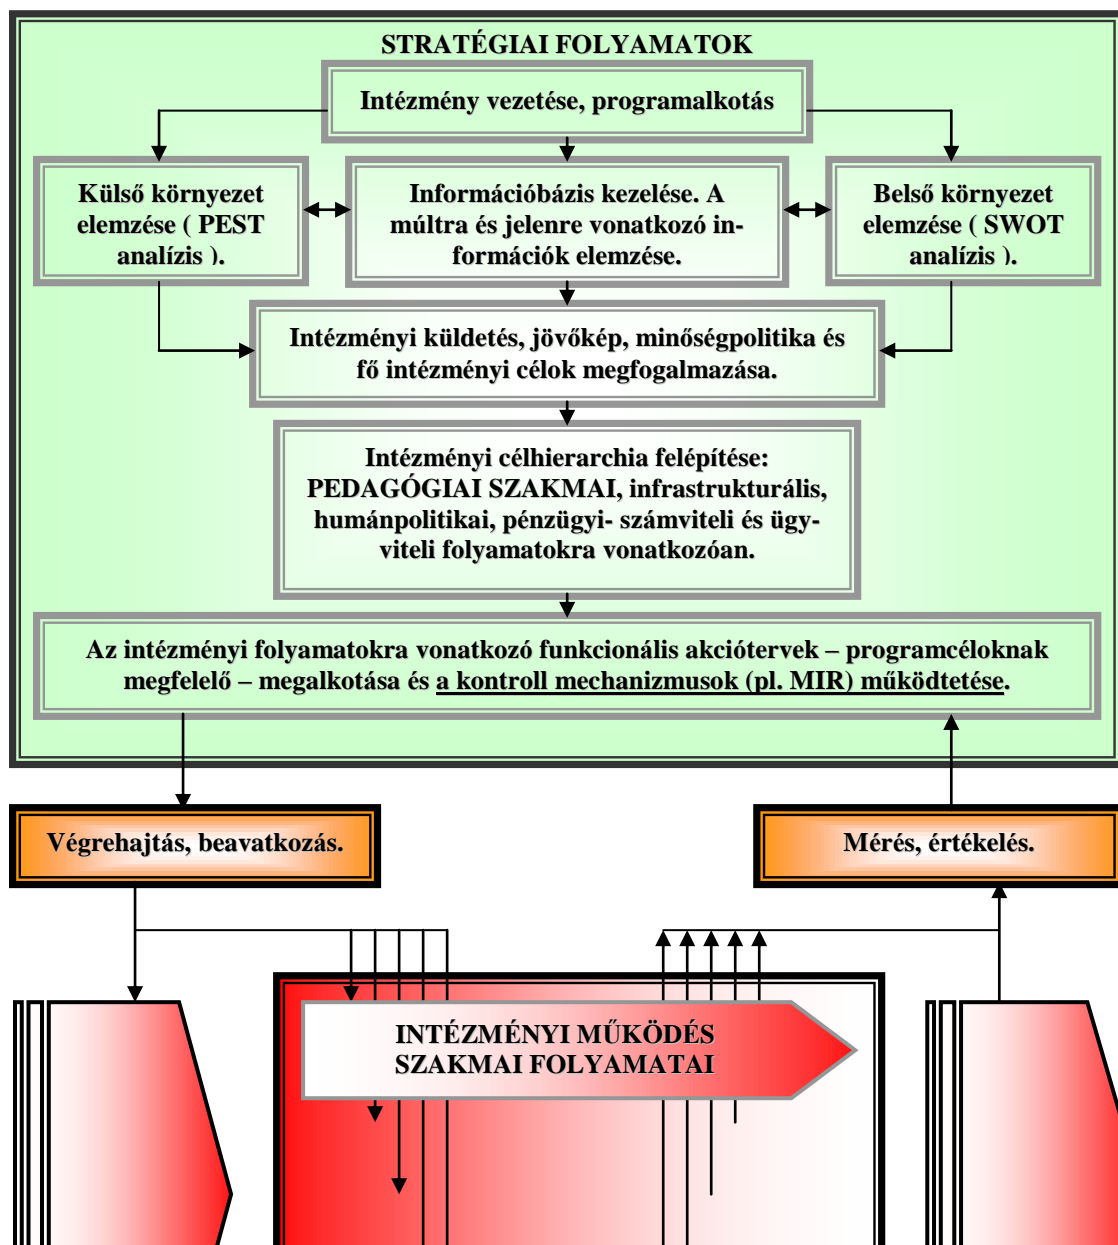 STRATÉGIAI FOLYAMATOK
Intézmény vezetése, programalkotás
Külső környezet
elemzése ( PEST
analízis ).
Információbázis kezelése. A
múltra és jelenre vonatkozó in-
formációk elemzése.
Belső környezet
elemzése ( SWOT
analízis ).
Intézményi küldetés, jövőkép, minőségpolitika és
fő intézményi célok megfogalmazása.
Intézményi célhierarchia felépítése:
PEDAGÓGIAI SZAKMAI, infrastrukturális,
humánpolitikai, pénzügyi- számviteli és ügy-
viteli folyamatokra vonatkozóan.
Az intézményi folyamatokra vonatkozó funkcionális akciótervek – programcéloknak
megfelelő – megalkotása és a kontroll mechanizmusok (pl. MIR) működtetése.
Végrehajtás, beavatkozás.
Mérés, értékelés.
INTÉZMÉNYI MŰKÖDÉS
SZAKMAI FOLYAMATAI